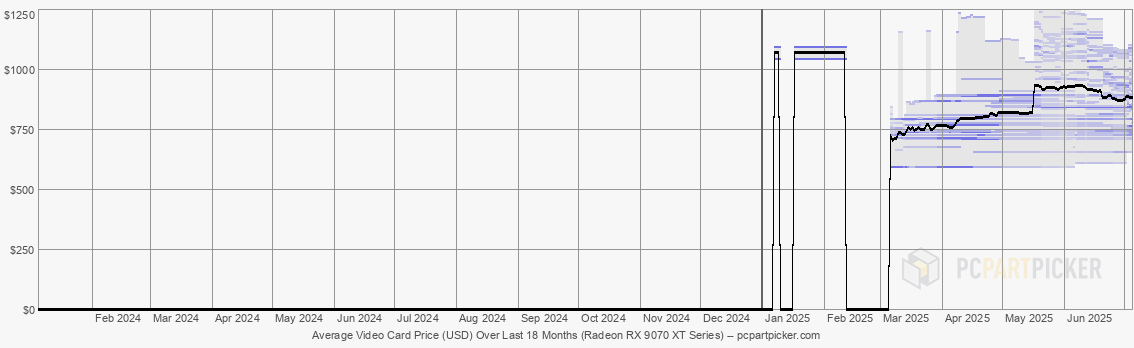 $1250
$1000
$750
$500
$250
$0
PCPARTPICKER
Feb 2024 Mar 2024 Apr 2024 May 2024 Jun 2024 Jul 2024 Aug 2024 Sep 2024 Oct 2024 Nov 2024 Dec 2024 Jan 2025 Feb 2025 Mar 2025 Apr 2025 May 2025 Jun 2025
Average Video Card Price (USD) Over Last 18 Months (Radeon RX 9070 XT Series) -- pcpartpicker.com